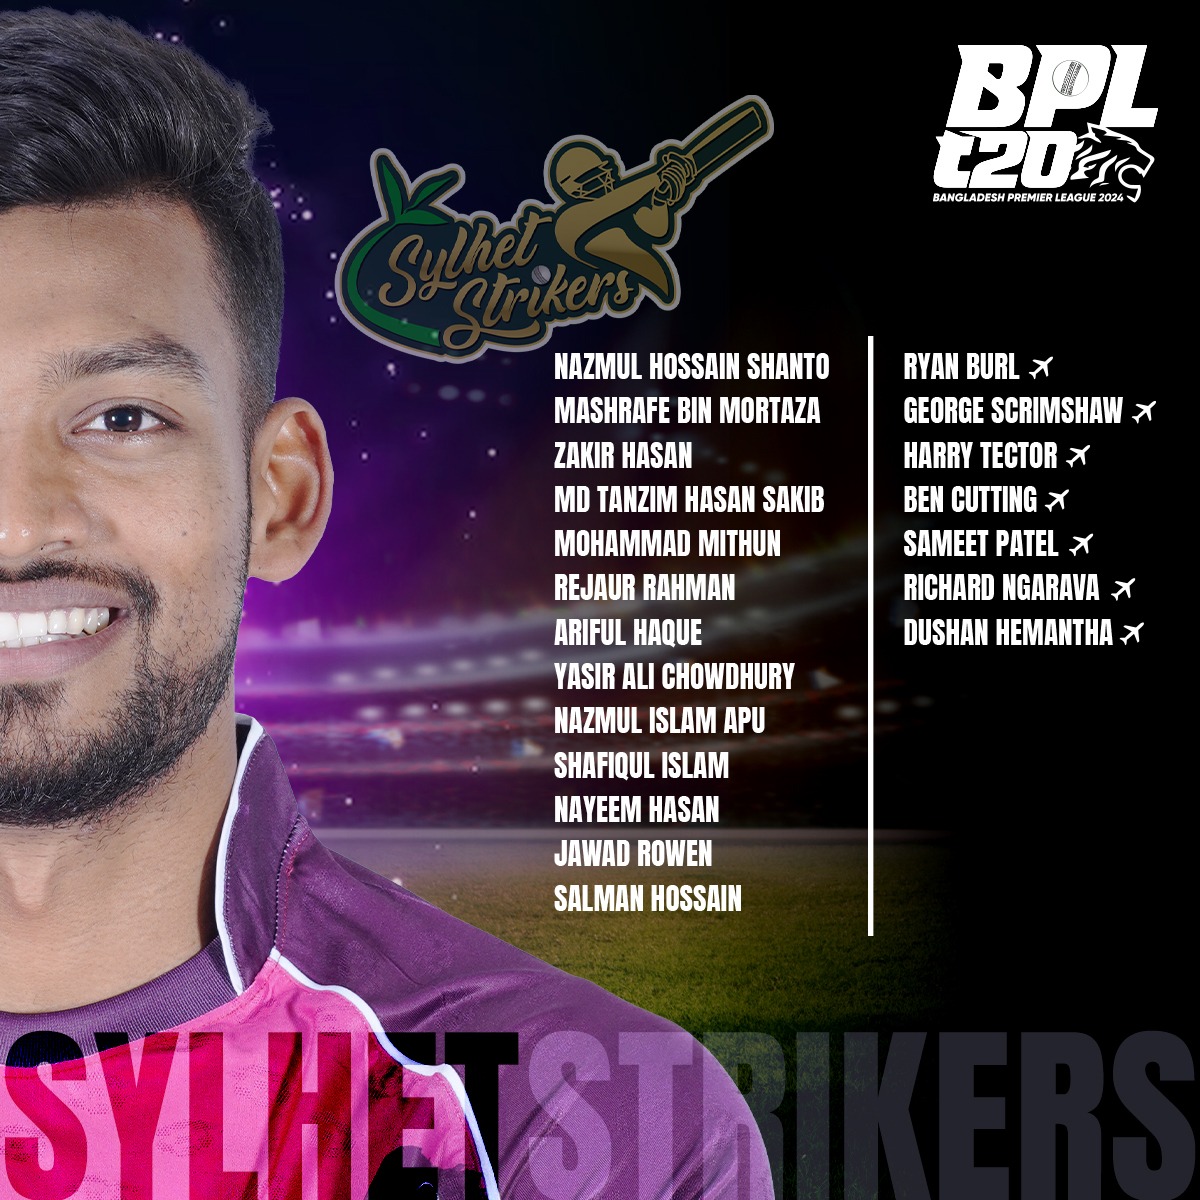 BPL
t20
BANGLADESH PREMIER LEAGUE 2024
Sylhet
Strikers
NAZMUL HOSSAIN SHANTO
MASHRAFE BIN MORTAZA
ZAKIR HASAN
MD TANZIM HASAN SAKIB
MOHAMMAD MITHUN
REJAUR RAHMAN
ARIFUL HAQUE
YASIR ALI CHOWDHURY
NAZMUL ISLAM APU
SHAFIQUL ISLAM
NAYEEM HASAN
JAWAD ROWEN
SALMAN HOSSAIN
RYAN BURL
GEORGE SCRIMSHAW
HARRY TECTOR
BEN CUTTING
SAMEET PATEL
RICHARD NGARAVA
DUSHAN HEMANTHA
SYLHETSTRIKERS